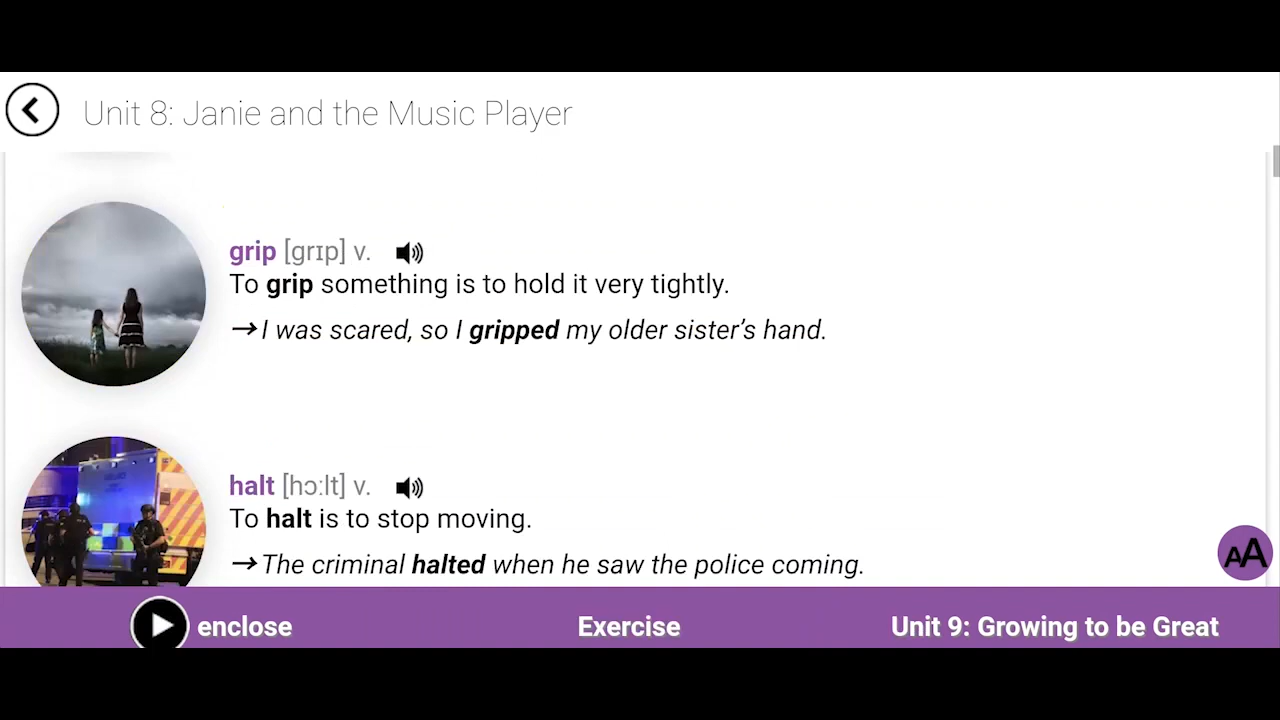 Unit 8: Janie and the Music Player
grip [grɪp] v.
To grip something is to hold it very tightly.
→ I was scared, so I gripped my older sister's hand.
halt [hɔːlt] v.
To halt is to stop moving.
→ The criminal halted when he saw the police coming.
AA
enclose
Exercise
Unit 9: Growing to be Great